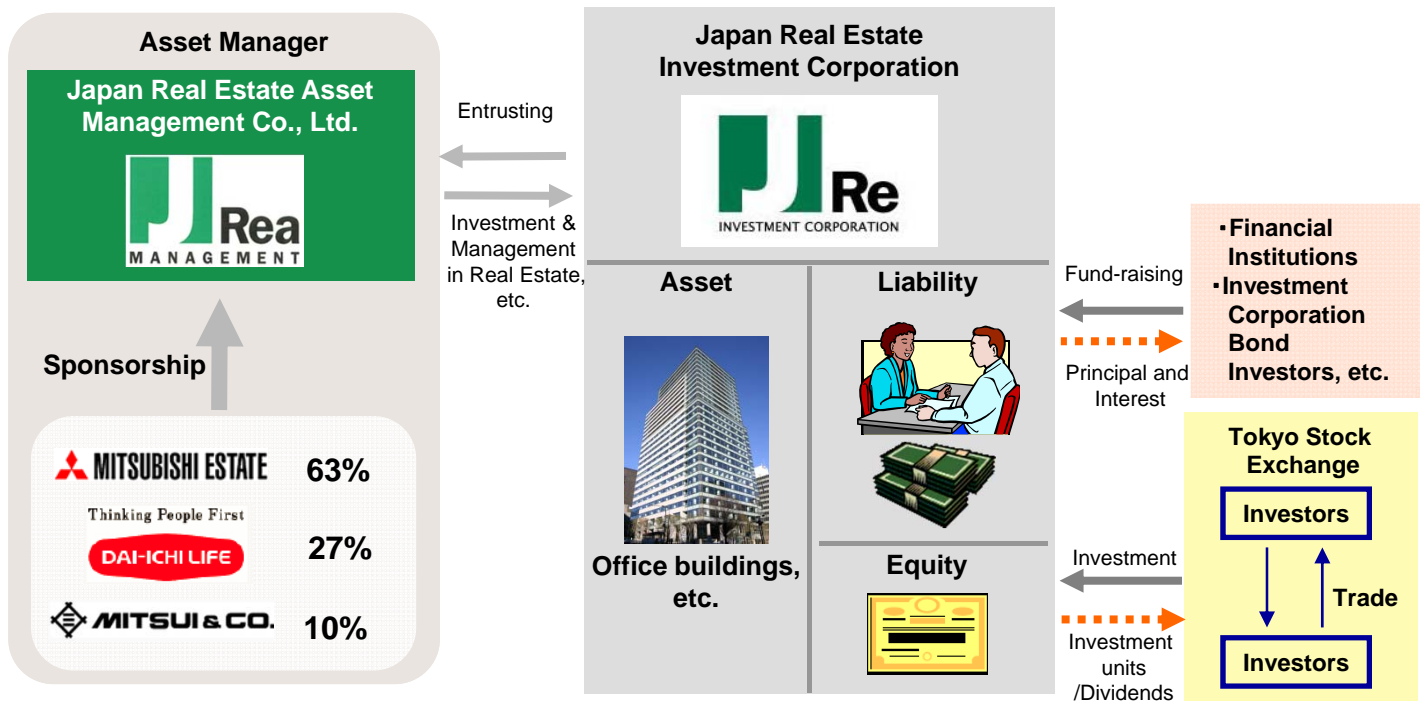 Asset Manager
Japan Real Estate Asset
Management Co., Ltd.
Rea
MANAGEMENT
Sponsorship
MITSUBISHI ESTATE 63%
Thinking People First
DAI-ICHI LIFE 27%
MITSUI & CO. 10%
Entrusting
Investment &
Management
in Real Estate,
etc.
Japan Real Estate
Investment Corporation
Re
INVESTMENT CORPORATION
Asset
Office buildings,
etc.
Liability
Equity
Fund-raising
Principal and
Interest
・Financial
Institutions
・Investment
Corporation
Bond
Investors, etc.
Investment
Investment
units
/Dividends
Tokyo Stock
Exchange
Investors
Trade
Investors